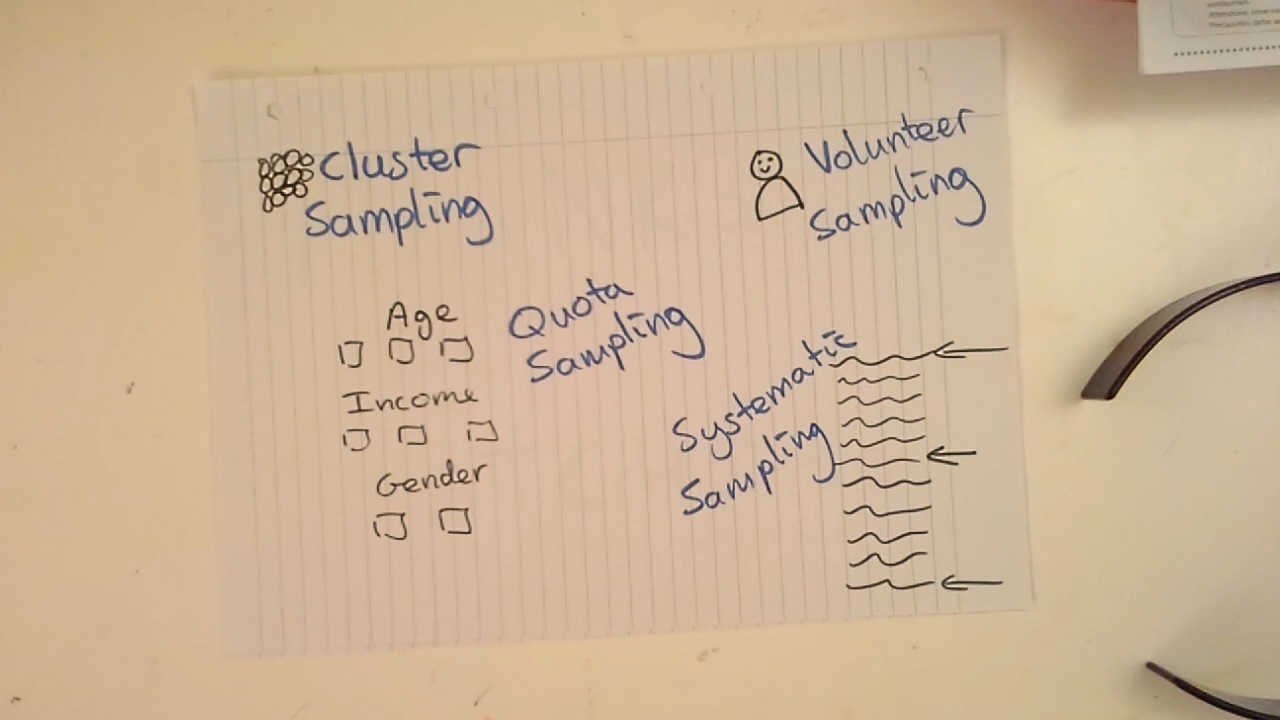 Cluster
Sampling
Volunteer
Sampling
Age
Income
Gender
Quota
Sampling
Systematic
Sampling